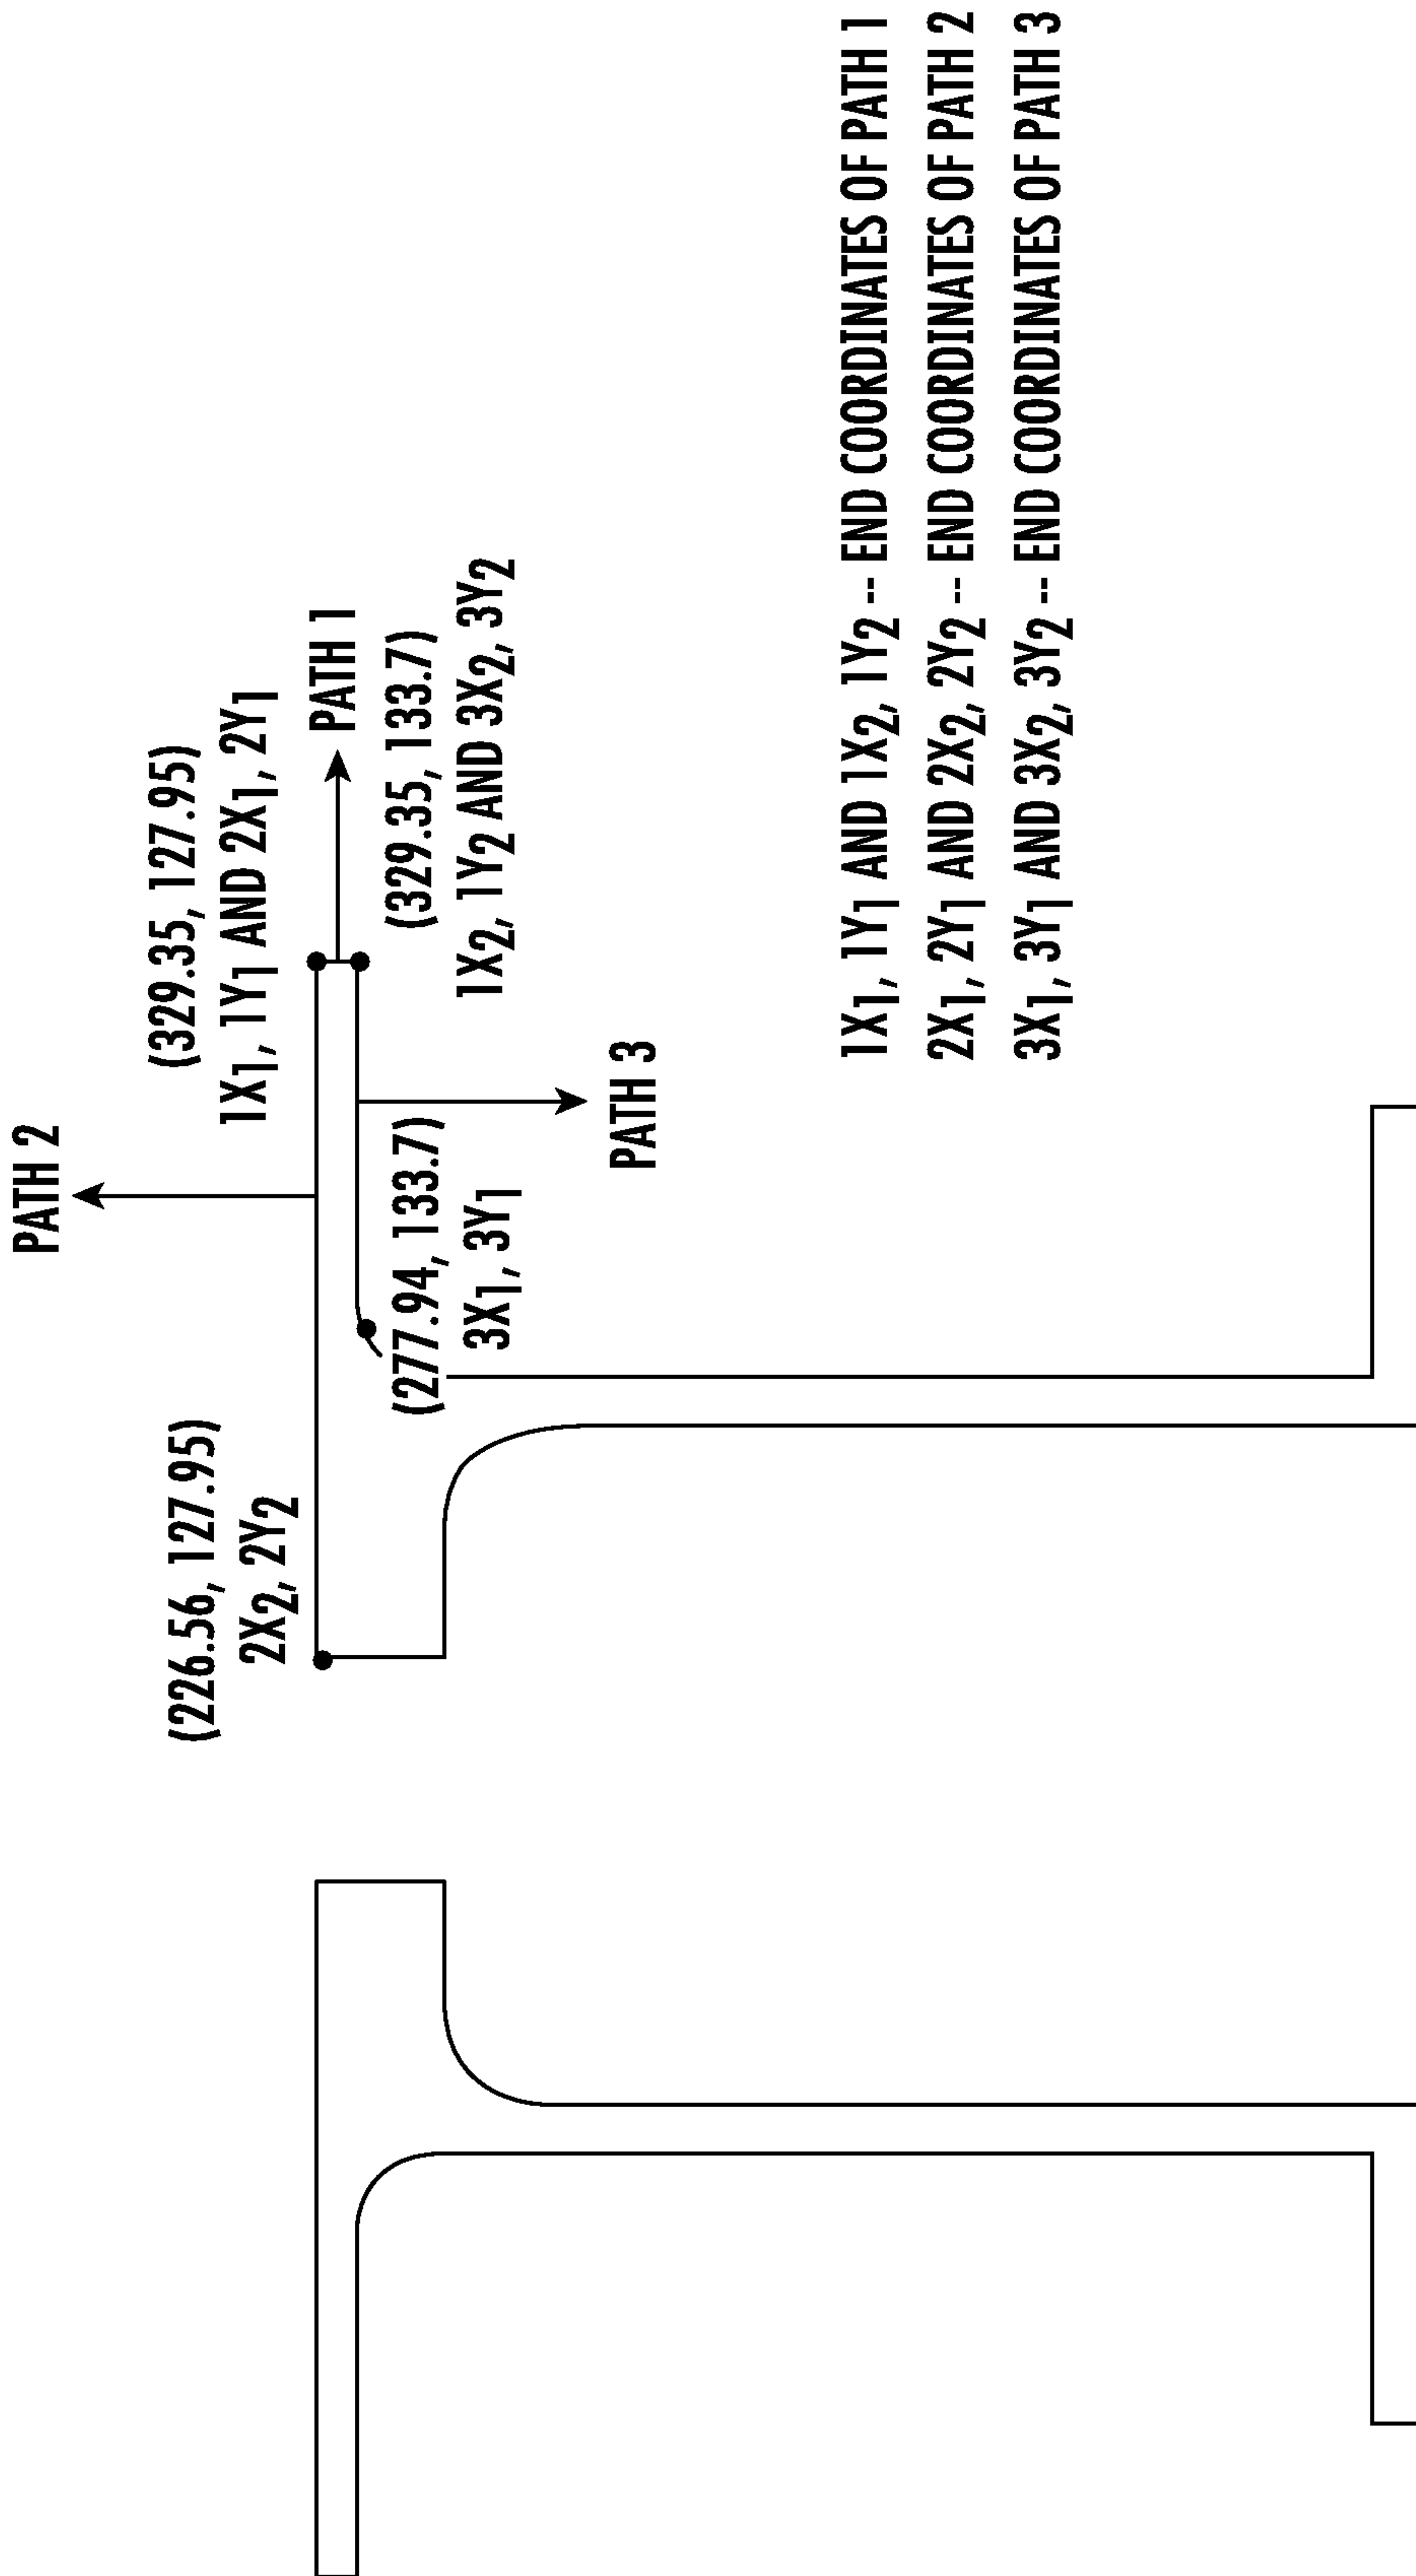 PATH 2
(329.35, 127.95)
1X1, 1Y1 AND 2X1, 2Y1
(226.56, 127.95)
2X2, 2Y2
PATH 1
(329.35, 133.7)
1X2, 1Y2 AND 3X2, 3Y2
(277.94, 133.7)
3X1, 3Y1
PATH 3
1X1, 1Y1 AND 1X2, 1Y2 -- END COORDINATES OF PATH 1
2X1, 2Y1 AND 2X2, 2Y2 -- END COORDINATES OF PATH 2
3X1, 3Y1 AND 3X2, 3Y2 -- END COORDINATES OF PATH 3